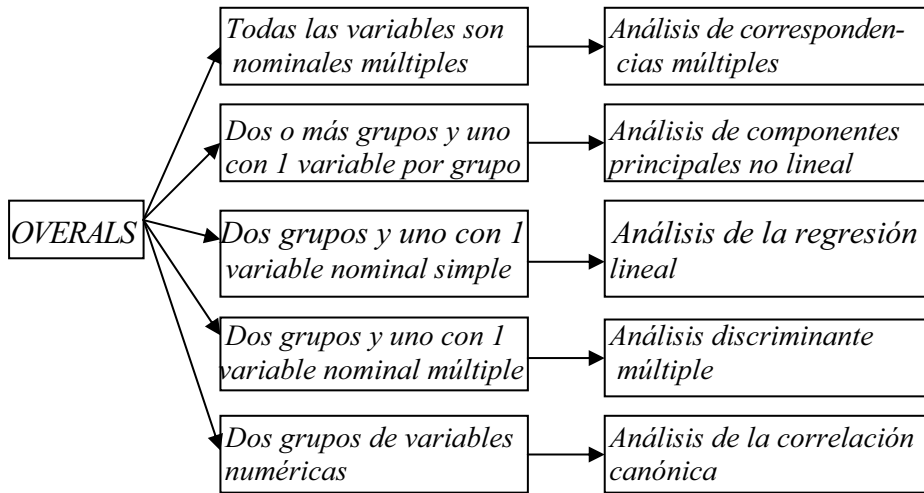 Todas las variables son
nominales múltiples
Análisis de corresponden-
cias múltiples
Dos o más grupos y uno
con 1 variable por grupo
Análisis de componentes
principales no lineal
OVERALS
Dos grupos y uno con 1
variable nominal simple
Análisis de la regresión
lineal
Dos grupos y uno con 1
variable nominal múltiple
Análisis discriminante
múltiple
Dos grupos de variables
numéricas
Análisis de la correlación
canónica